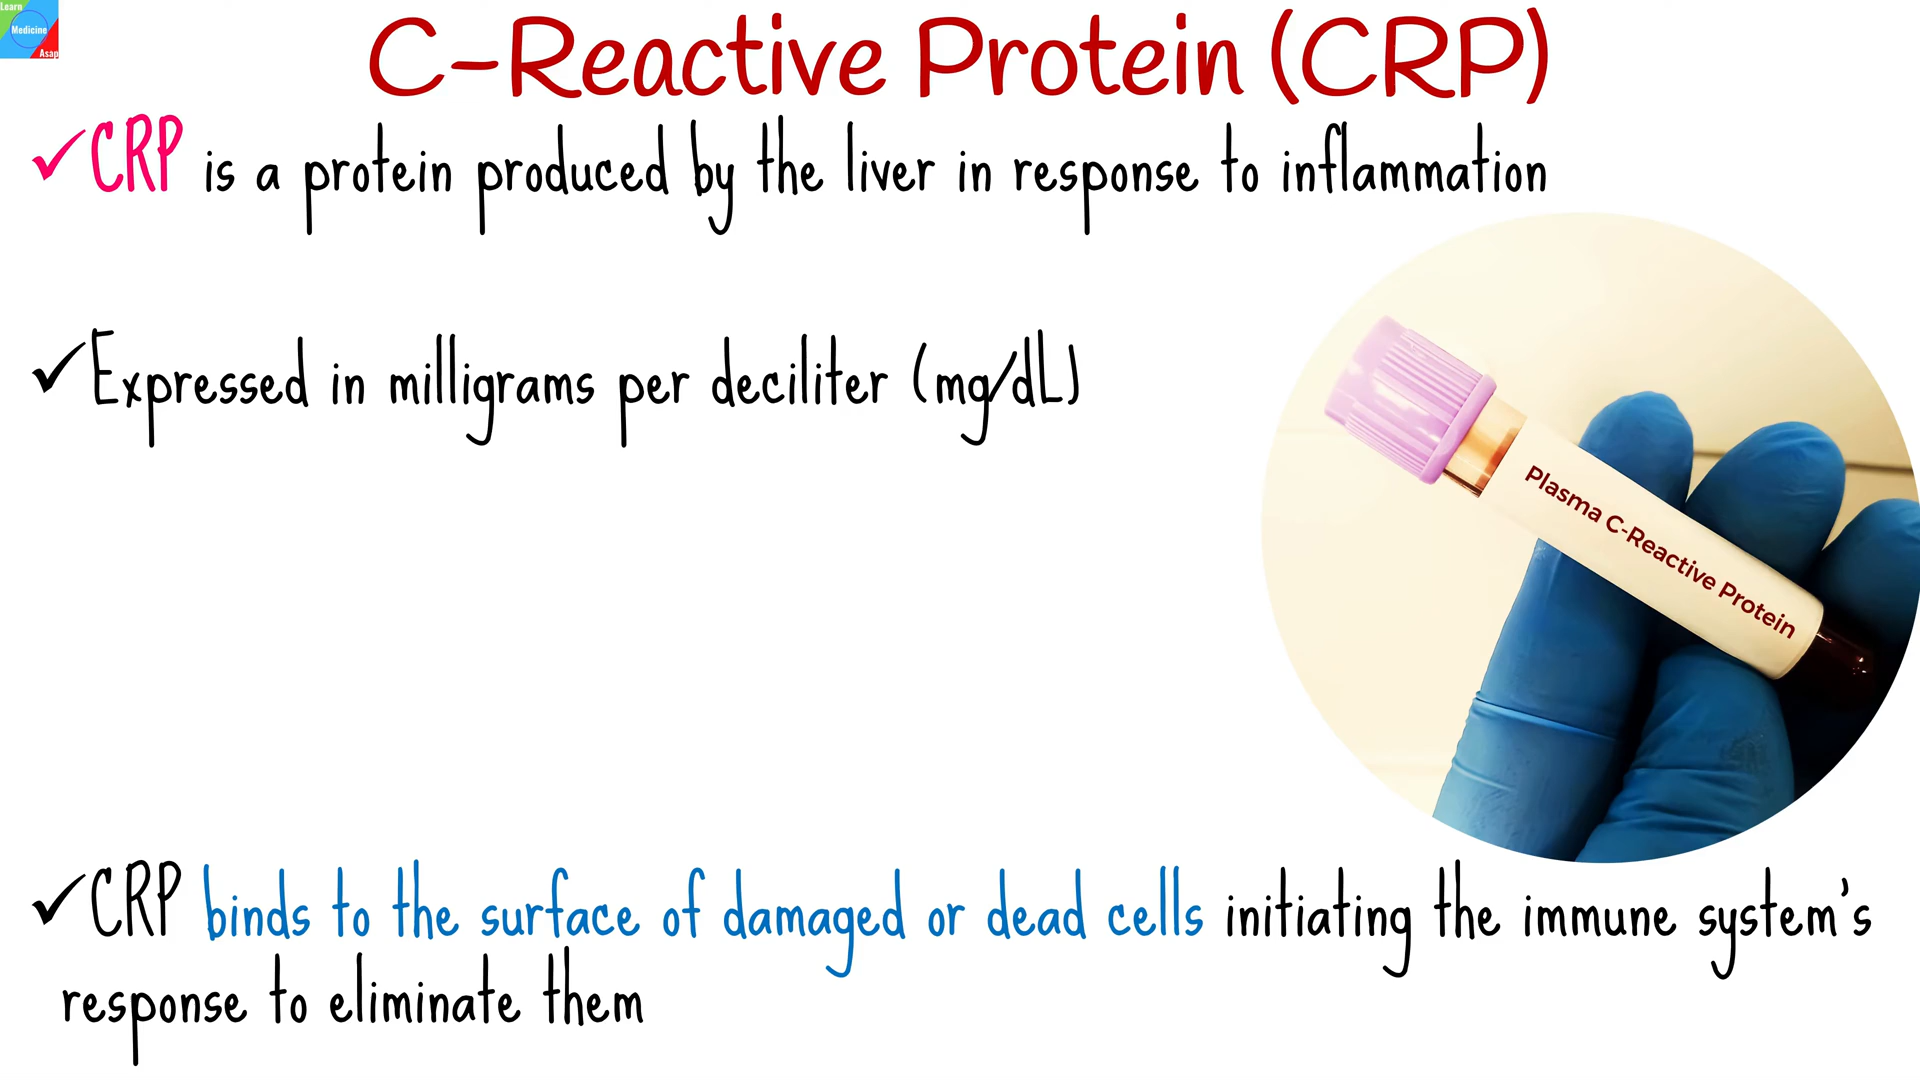 Learn
Medicine
Asap
C-Reactive Protein (CRP)
✓CRP is a protein produced by the liver in response to inflammation
✓Expressed in milligrams per deciliter (mg/dL)
Plasma C-Reactive Protein
✓CRP binds to the surface of damaged or dead cells initiating the immune system's
response to eliminate them